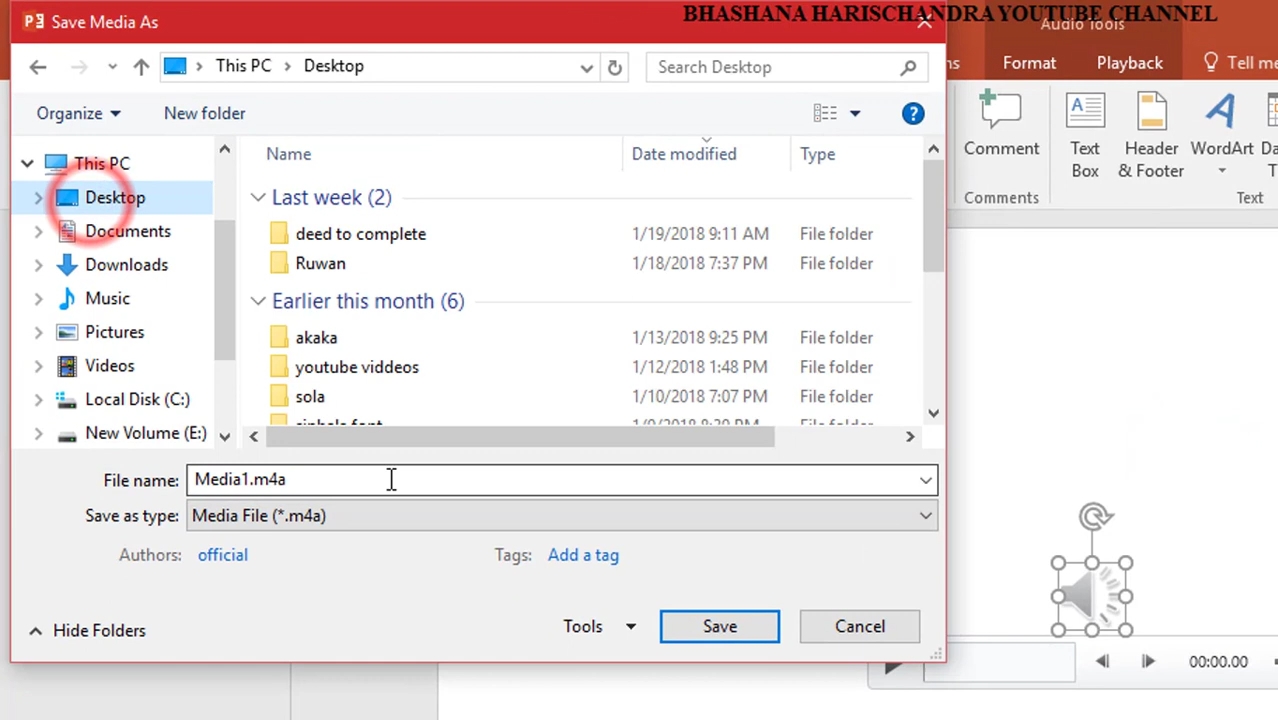 BHASHANA HARISCHANDRA YOUTUBE CHANNEL
Save Media As
Audio Tools
This PC > Desktop
Search Desktop
Format
Playback
Tell me
Organize
New folder
Comment
Text Box
Header & Footer
WordArt
Comments
Text
Name
Date modified
Type
This PC
Desktop
Documents
Downloads
Music
Pictures
Videos
Local Disk (C:)
New Volume (E:)
Last week (2)
deed to complete 1/19/2018 9:11 AM File folder
Ruwan 1/18/2018 7:37 PM File folder
Earlier this month (6)
akaka 1/13/2018 9:25 PM File folder
youtube viddeos 1/12/2018 1:48 PM File folder
sola 1/10/2018 7:07 PM File folder
File name: Media1.m4a
Save as type: Media File (*.m4a)
Authors: official
Tags: Add a tag
Hide Folders
Tools
Save
Cancel
00:00.00